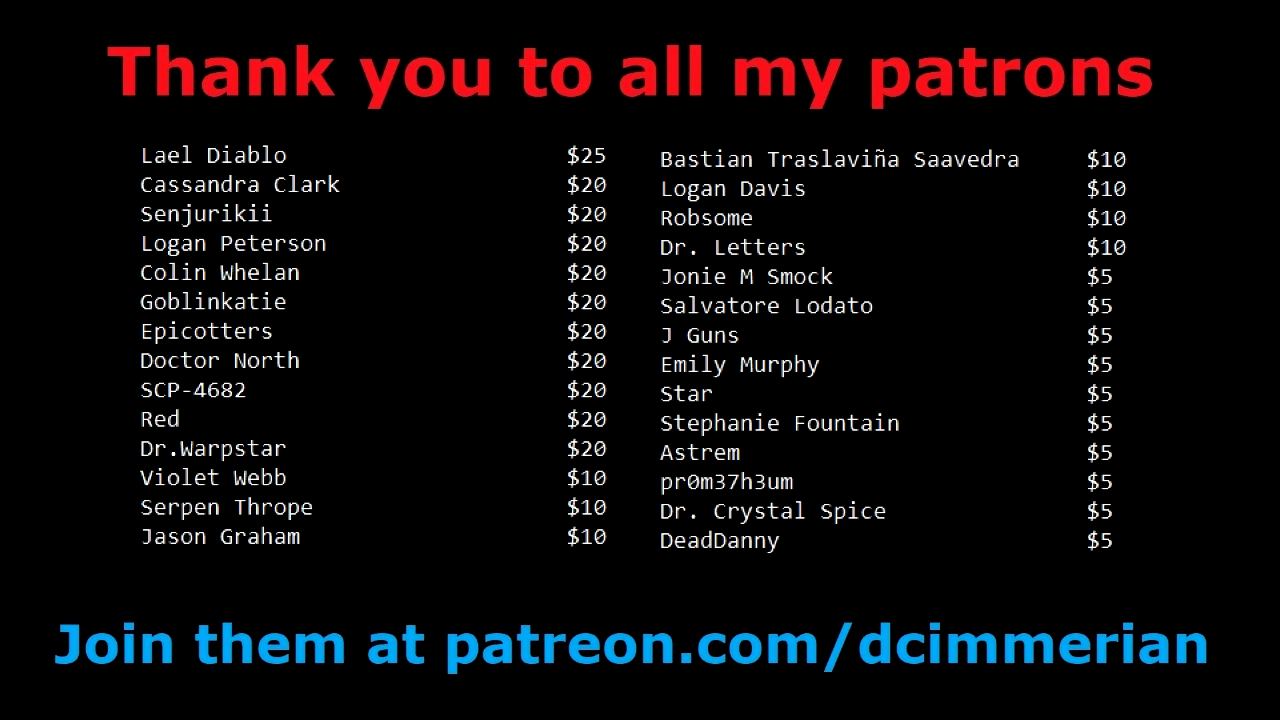 Thank you to all my patrons
Lael Diablo $25
Cassandra Clark $20
Senjurikii $20
Logan Peterson $20
Colin Whelan $20
Goblinkatie $20
Epicotters $20
Doctor North $20
SCP-4682 $20
Red $20
Dr.Warpstar $20
Violet Webb $10
Serpen Thrope $10
Jason Graham $10
Bastian Traslaviña Saavedra $10
Logan Davis $10
Robsome $10
Dr. Letters $10
Jonie M Smock $5
Salvatore Lodato $5
J Guns $5
Emily Murphy $5
Star $5
Stephanie Fountain $5
Astrem $5
pr0m37h3um $5
Dr. Crystal Spice $5
DeadDanny $5
Join them at patreon.com/dcimmerian